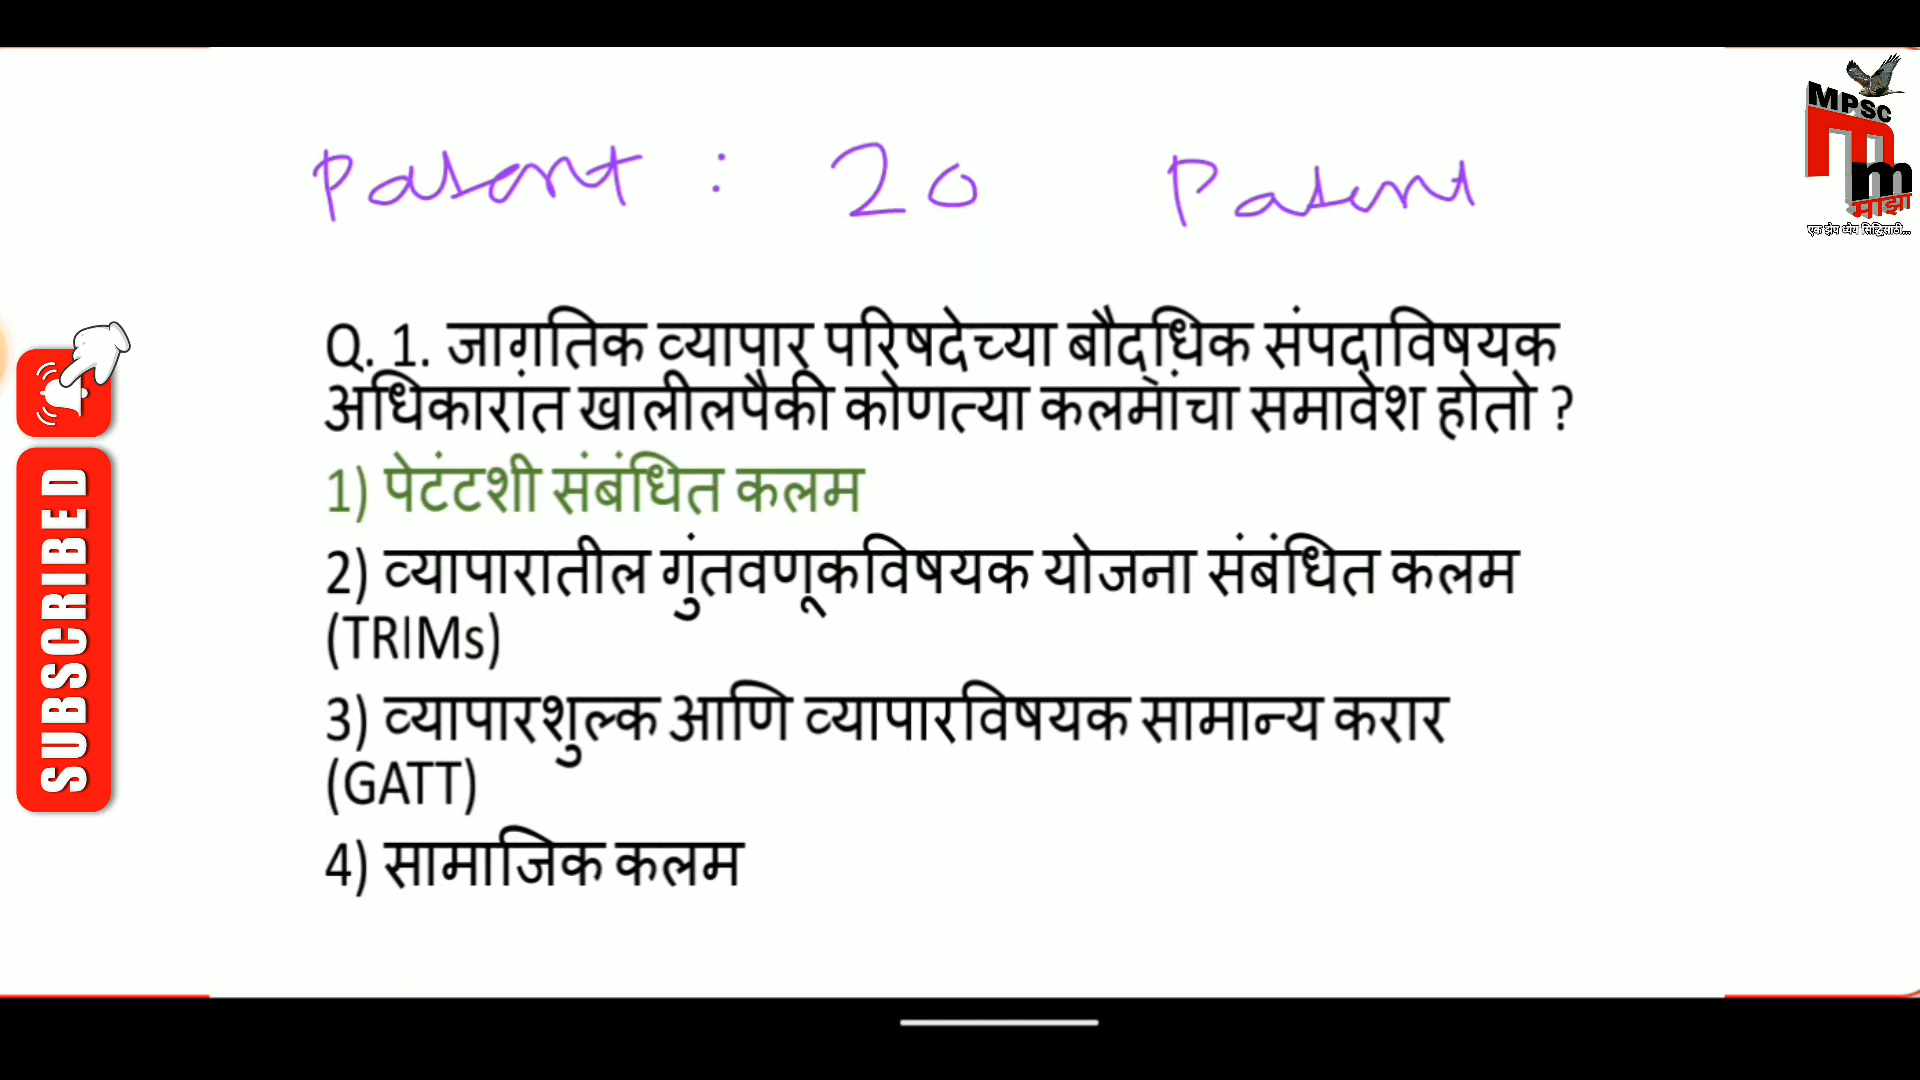 Patent : 20 Patent
MPSC
m
माझा
एक झेप ध्येय सिद्धिसाठी...
Q. 1. जागतिक व्यापार परिषदेच्या बौद्धिक संपदाविषयक
अधिकारांत खालीलपैकी कोणत्या कलमांचा समावेश होतो ?
1) पेटंटशी संबंधित कलम
2) व्यापारातील गुंतवणूकविषयक योजना संबंधित कलम
(TRIMs)
3) व्यापारशुल्क आणि व्यापारविषयक सामान्य करार
(GATT)
4) सामाजिक कलम
SUBSCRIBED